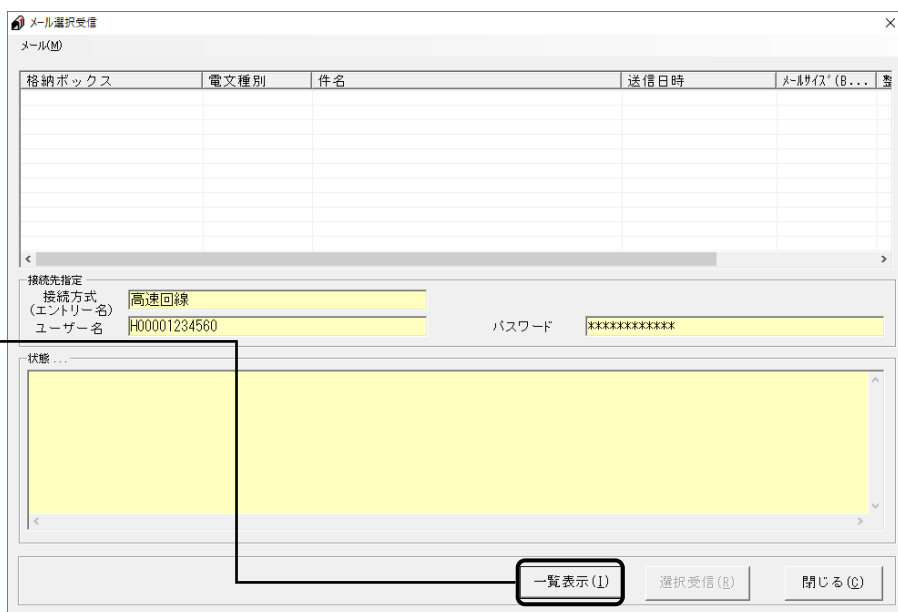 メール選択受信
メール(M)
格納ボックス 電文種別 件名 送信日時 メールサイズ(B... 整
接続先指定
接続方式
(エントリー名)
高速回線
ユーザー名 H00001234560 パスワード ************
状態...
一覧表示(I) 選択受信(R) 閉じる(C)